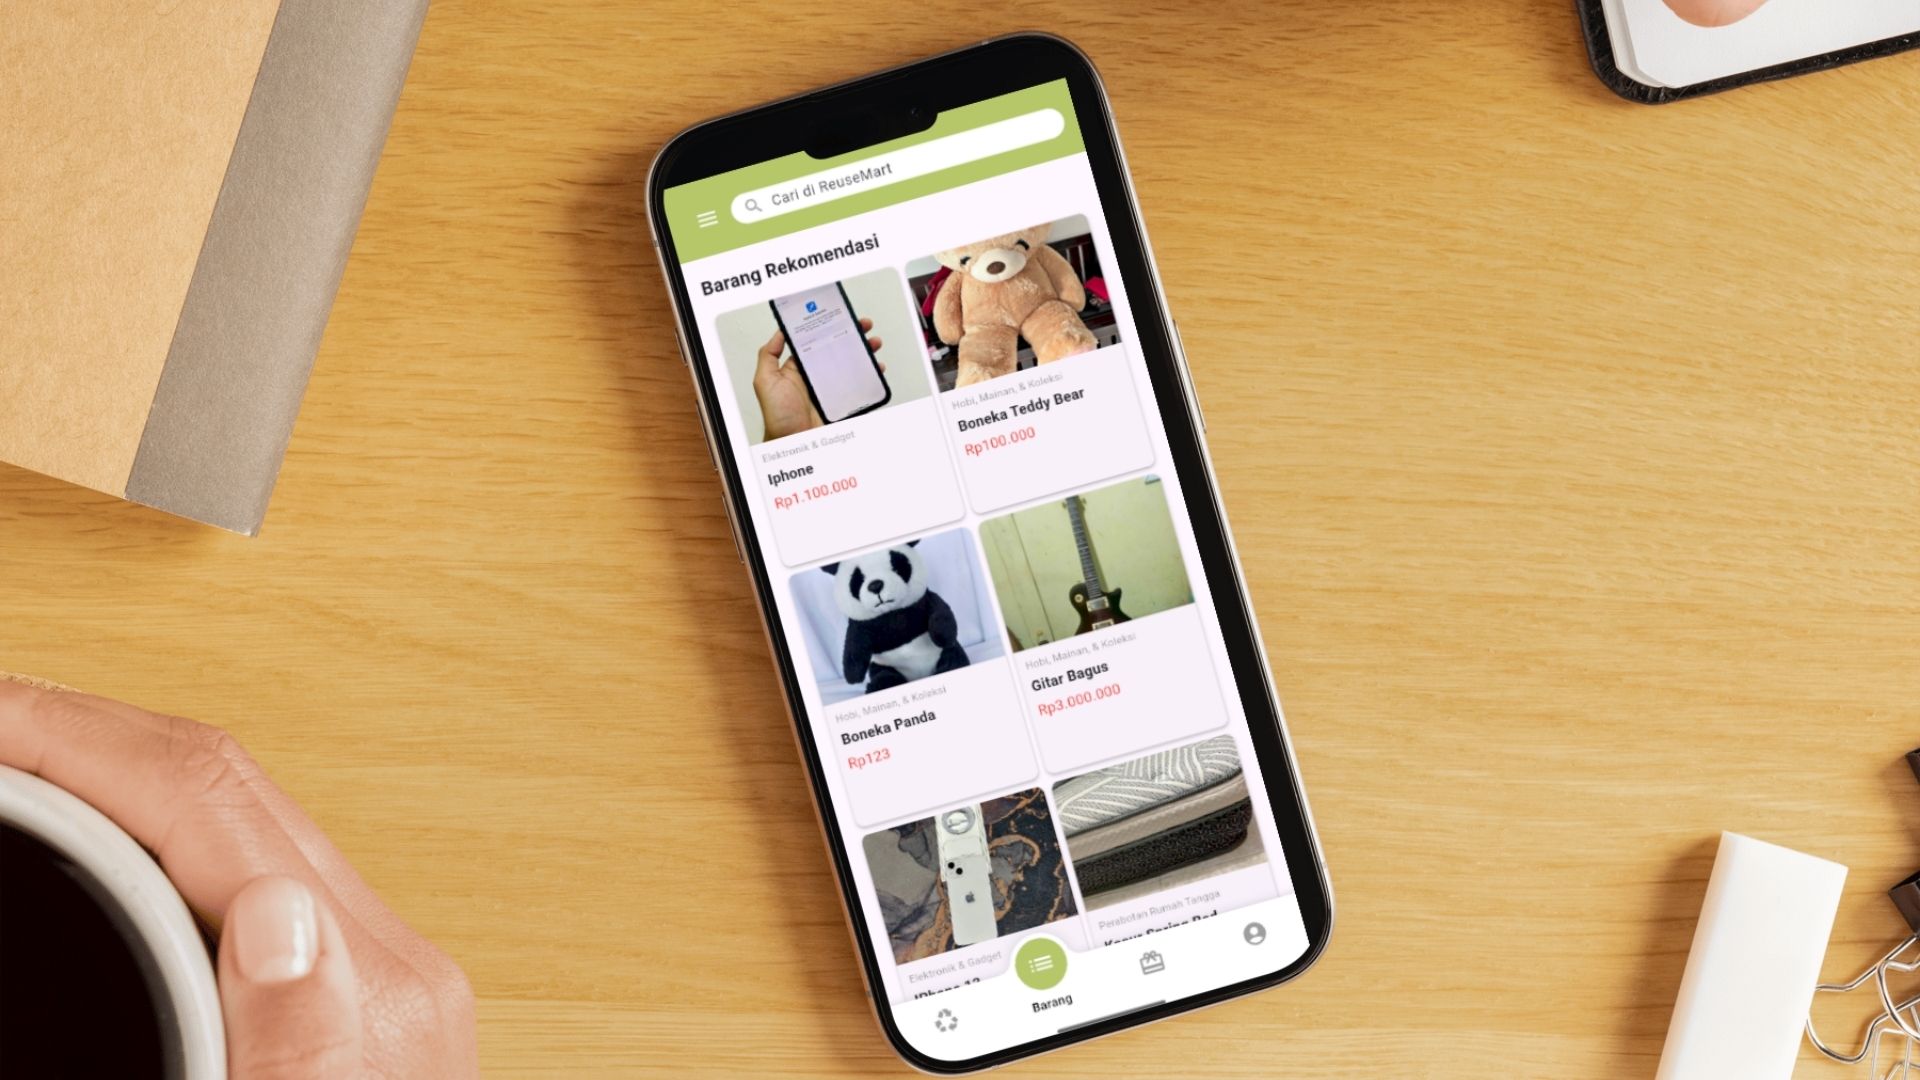 Cari di ReuseMart
Barang Rekomendasi
Elektronik & Gadget
Iphone
Rp1.100.000
Hobi, Mainan, & Koleksi
Boneka Teddy Bear
Rp100.000
Hobi, Mainan, & Koleksi
Boneka Panda
Rp123
Hobi, Mainan, & Koleksi
Gitar Bagus
Rp3.000.000
Elektronik & Gadget
Perabotan Rumah Tangga
Barang